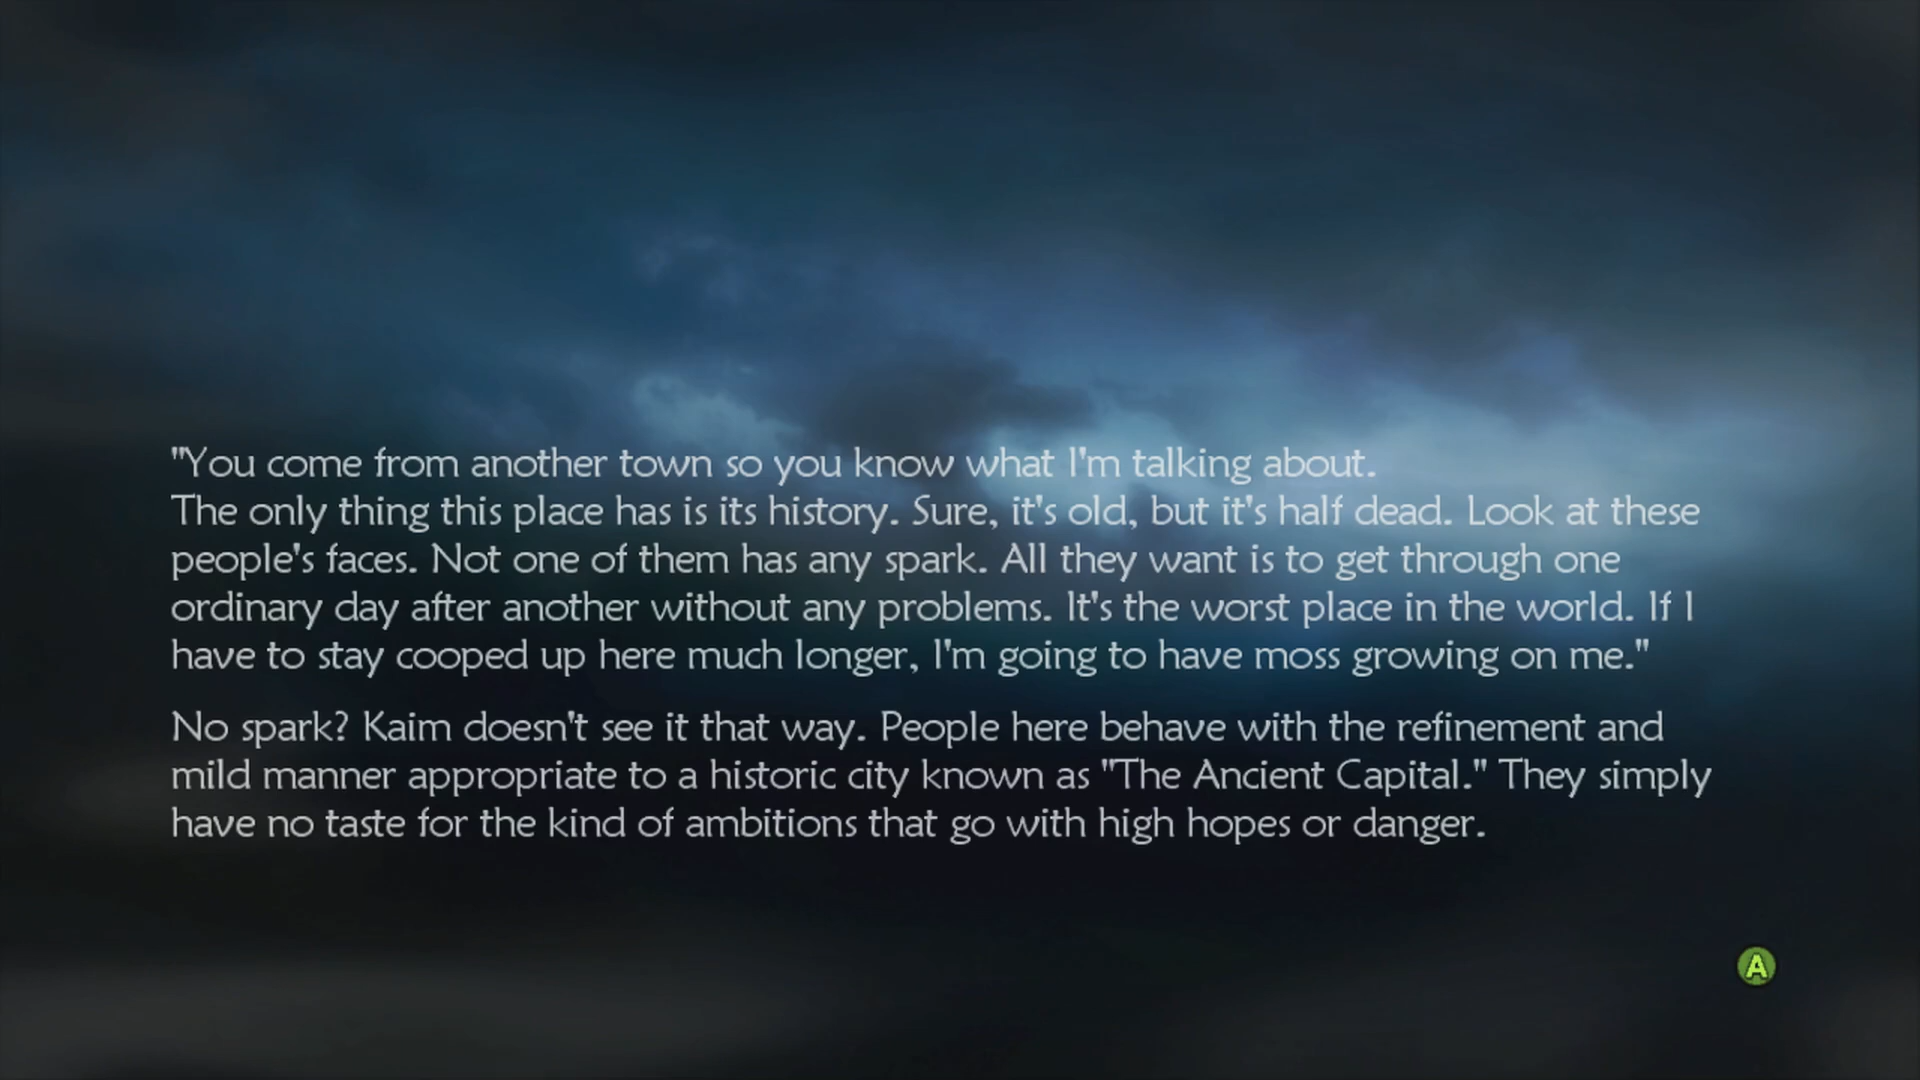 "You come from another town so you know what I'm talking about.
The only thing this place has is its history. Sure, it's old, but it's half dead. Look at these
people's faces. Not one of them has any spark. All they want is to get through one
ordinary day after another without any problems. It's the worst place in the world. If I
have to stay cooped up here much longer, I'm going to have moss growing on me."
No spark? Kaim doesn't see it that way. People here behave with the refinement and
mild manner appropriate to a historic city known as "The Ancient Capital." They simply
have no taste for the kind of ambitions that go with high hopes or danger.
A